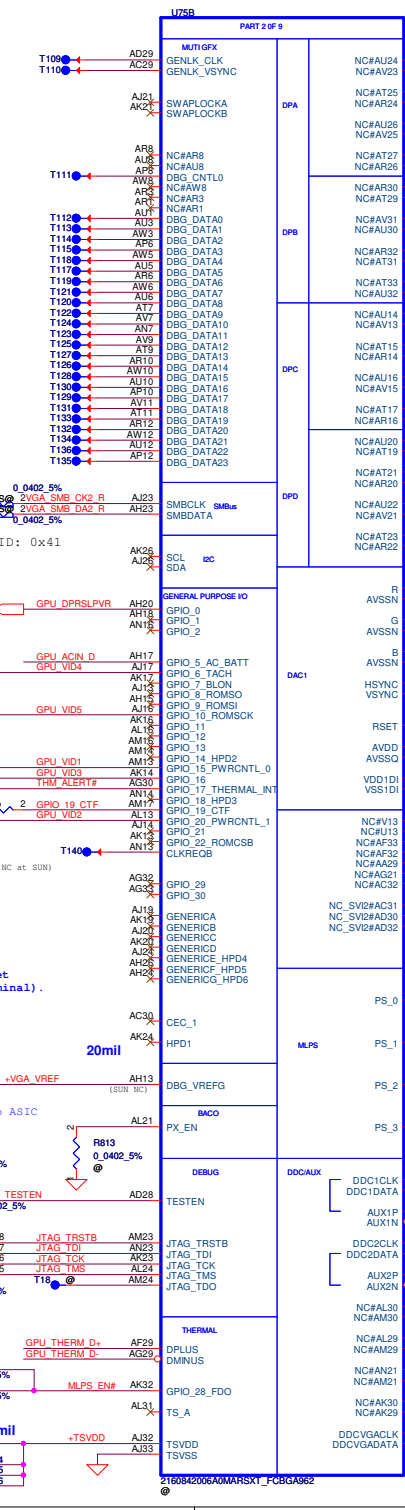 U75B
PART 2 OF 9
MUTI GFX
T109 AD29 GENLK_CLK NC#AU24
T110 AC29 GENLK_VSYNC NC#AV23
AJ21 SWAPLOCKA NC#AT25
AK21 SWAPLOCKB DPA NC#AR24
NC#AU26
NC#AV25
AR8 NC#AR8 NC#AT27
AU8 NC#AU8 NC#AR26
T111 AP8 DBG_CNTL0
AW8 NC#AW8 NC#AR30
AR3 NC#AR3 NC#AT29
AR1 NC#AR1
T112 AU1 DBG_DATA0 NC#AV31
T113 AU3 DBG_DATA1 NC#AU30
T114 AW3 DBG_DATA2 DPB
T115 AP6 DBG_DATA3 NC#AR32
T118 AW5 DBG_DATA4 NC#AT31
T117 AU5 DBG_DATA5
T119 AR6 DBG_DATA6 NC#AT33
T121 AW6 DBG_DATA7 NC#AU32
T120 AU6 DBG_DATA8
T122 AT7 DBG_DATA9 NC#AU14
T124 AV7 DBG_DATA10 NC#AV13
T123 AN7 DBG_DATA11
T125 AV9 DBG_DATA12 NC#AT15
T127 AT9 DBG_DATA13 NC#AR14
T126 AR10 DBG_DATA14 DPC
T128 AW10 DBG_DATA15 NC#AU16
T130 AU10 DBG_DATA16 NC#AV15
T129 AP10 DBG_DATA17
T131 AV11 DBG_DATA18 NC#AT17
T133 AT11 DBG_DATA19 NC#AR16
T132 AR12 DBG_DATA20
T134 AW12 DBG_DATA21 NC#AU20
T136 AU12 DBG_DATA22 NC#AT19
T135 AP12 DBG_DATA23
NC#AT21
NC#AR20
0_0402_5%
S@ 2 VGA_SMB_CK2_R AJ23 SMBCLK SMBus DPD NC#AU22
S@ 2 VGA_SMB_DA2_R AH23 SMBDATA NC#AV21
0_0402_5%
ID: 0x41 NC#AT23
AK26 SCL I2C NC#AR22
AJ26 SDA
GENERAL PURPOSE I/O R
GPU_DPRSLPVR AH20 GPIO_0 AVSSN
AH18 GPIO_1
AN16 GPIO_2 G
AVSSN
B
GPU_ACIN_D AH17 GPIO_5_AC_BATT AVSSN
GPU_VID4 AJ17 GPIO_6_TACH
AK17 GPIO_7_BLON DAC1 HSYNC
AJ13 GPIO_8_ROMSO VSYNC
AH15 GPIO_9_ROMSI
GPU_VID5 AJ16 GPIO_10_ROMSCK
AK16 GPIO_11 RSET
AL16 GPIO_12
AM16 GPIO_13 AVDD
AM14 GPIO_14_HPD2 AVSSQ
GPU_VID1 AM13 GPIO_15_PWRCNTL_0
GPU_VID3 AK14 GPIO_16 VDD1DI
THM_ALERT# AG30 GPIO_17_THERMAL_INT VSS1DI
AN14 GPIO_18_HPD3
2 GPIO_19_CTF AM17 GPIO_19_CTF
GPU_VID2 AL13 GPIO_20_PWRCNTL_1 NC#V13
AJ14 GPIO_21 NC#U13
AK13 GPIO_22_ROMCSB NC#AF33
T140 AN13 CLKREQB NC#AF32
NC#AA29
NC at SUN) NC#AG21
AG32 GPIO_29 NC#AC32
AG33 GPIO_30
NC_SVI2#AC31
AJ19 GENERICA NC_SVI2#AD30
AK19 GENERICB NC_SVI2#AD32
AJ20 GENERICC
AK20 GENERICD
AJ24 GENERICE_HPD4
AH26 GENERICF_HPD5
AH24 GENERICG_HPD6
et
minal).
PS_0
AC30 CEC_1
AK24 HPD1 MLPS PS_1
20mil
+VGA_VREF AH13 DBG_VREFG PS_2
(SUN NC)
o ASIC
BACO
AL21 PX_EN PS_3
2
R813
0_0402_5%
@
1
DEBUG DDC/AUX
DDC1CLK
TESTEN AD28 TESTEN DDC1DATA
AUX1P
AUX1N
JTAG_TRSTB AM23 JTAG_TRSTB DDC2CLK
JTAG_TDI AN23 JTAG_TDI DDC2DATA
JTAG_TCK AK23 JTAG_TCK
JTAG_TMS AL24 JTAG_TMS AUX2P
T18 @ AM24 JTAG_TDO AUX2N
NC#AL30
NC#AM30
THERMAL
GPU_THERM_D+ AF29 DPLUS NC#AL29
GPU_THERM_D- AG29 DMINUS NC#AM29
NC#AN21
MLPS_EN# AK32 GPIO_28_FDO NC#AM21
AL31 TS_A NC#AK30
NC#AK29
mil
+TSVDD AJ32 TSVDD DDCVGACLK
AJ33 TSVSS DDCVGADATA
2160842006A0MARSXT_FCBGA962
@